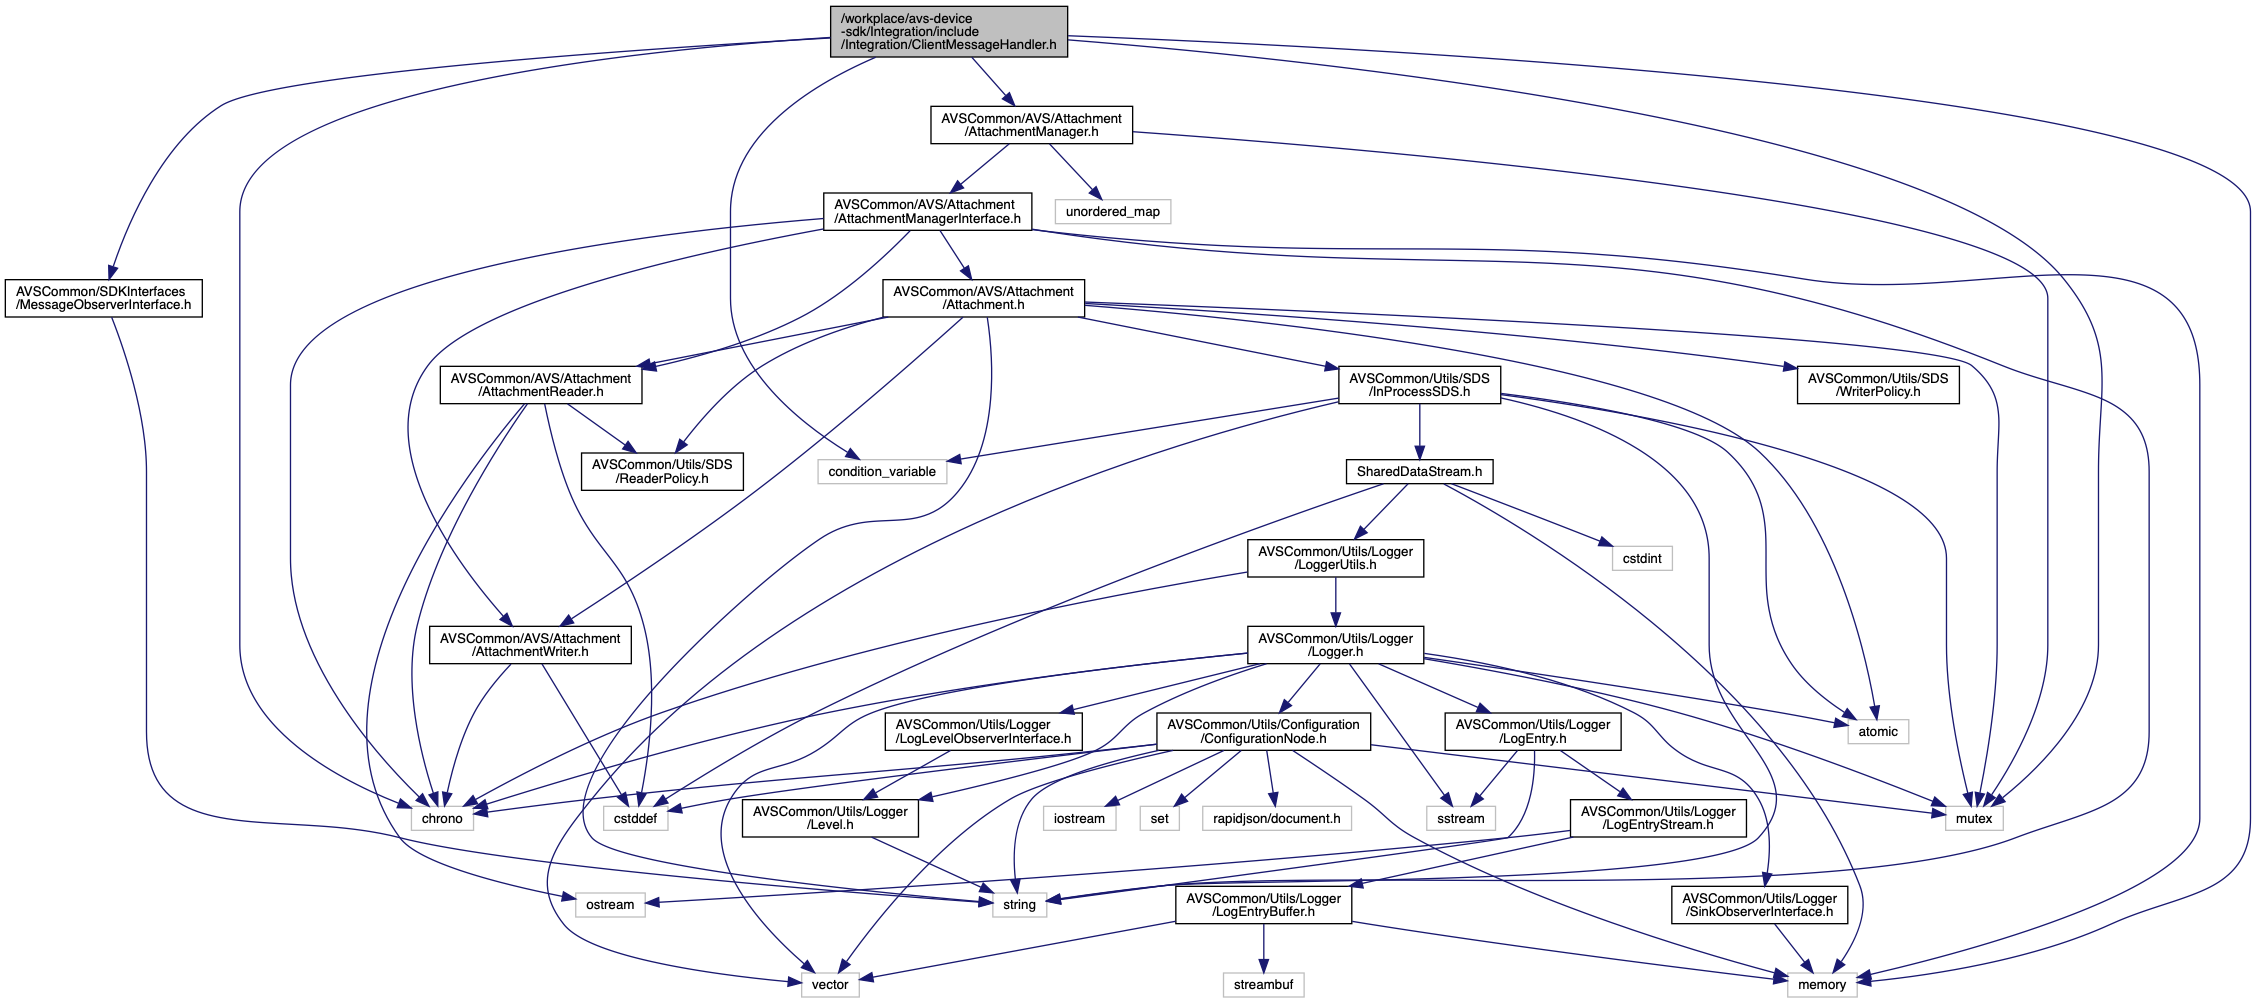 /workplace/avs-device
-sdk/Integration/include
/Integration/ClientMessageHandler.h
AVSCommon/AVS/Attachment
/AttachmentManager.h
AVSCommon/AVS/Attachment
/AttachmentManagerInterface.h
unordered_map
AVSCommon/SDKInterfaces
/MessageObserverInterface.h
AVSCommon/AVS/Attachment
/Attachment.h
AVSCommon/AVS/Attachment
/AttachmentReader.h
AVSCommon/Utils/SDS
/InProcessSDS.h
AVSCommon/Utils/SDS
/WriterPolicy.h
AVSCommon/Utils/SDS
/ReaderPolicy.h
condition_variable
SharedDataStream.h
AVSCommon/Utils/Logger
/LoggerUtils.h
cstdint
AVSCommon/AVS/Attachment
/AttachmentWriter.h
AVSCommon/Utils/Logger
/Logger.h
AVSCommon/Utils/Logger
/LogLevelObserverInterface.h
AVSCommon/Utils/Configuration
/ConfigurationNode.h
AVSCommon/Utils/Logger
/LogEntry.h
atomic
chrono
cstddef
AVSCommon/Utils/Logger
/Level.h
iostream
set
rapidjson/document.h
sstream
AVSCommon/Utils/Logger
/LogEntryStream.h
mutex
ostream
string
AVSCommon/Utils/Logger
/LogEntryBuffer.h
AVSCommon/Utils/Logger
/SinkObserverInterface.h
vector
streambuf
memory